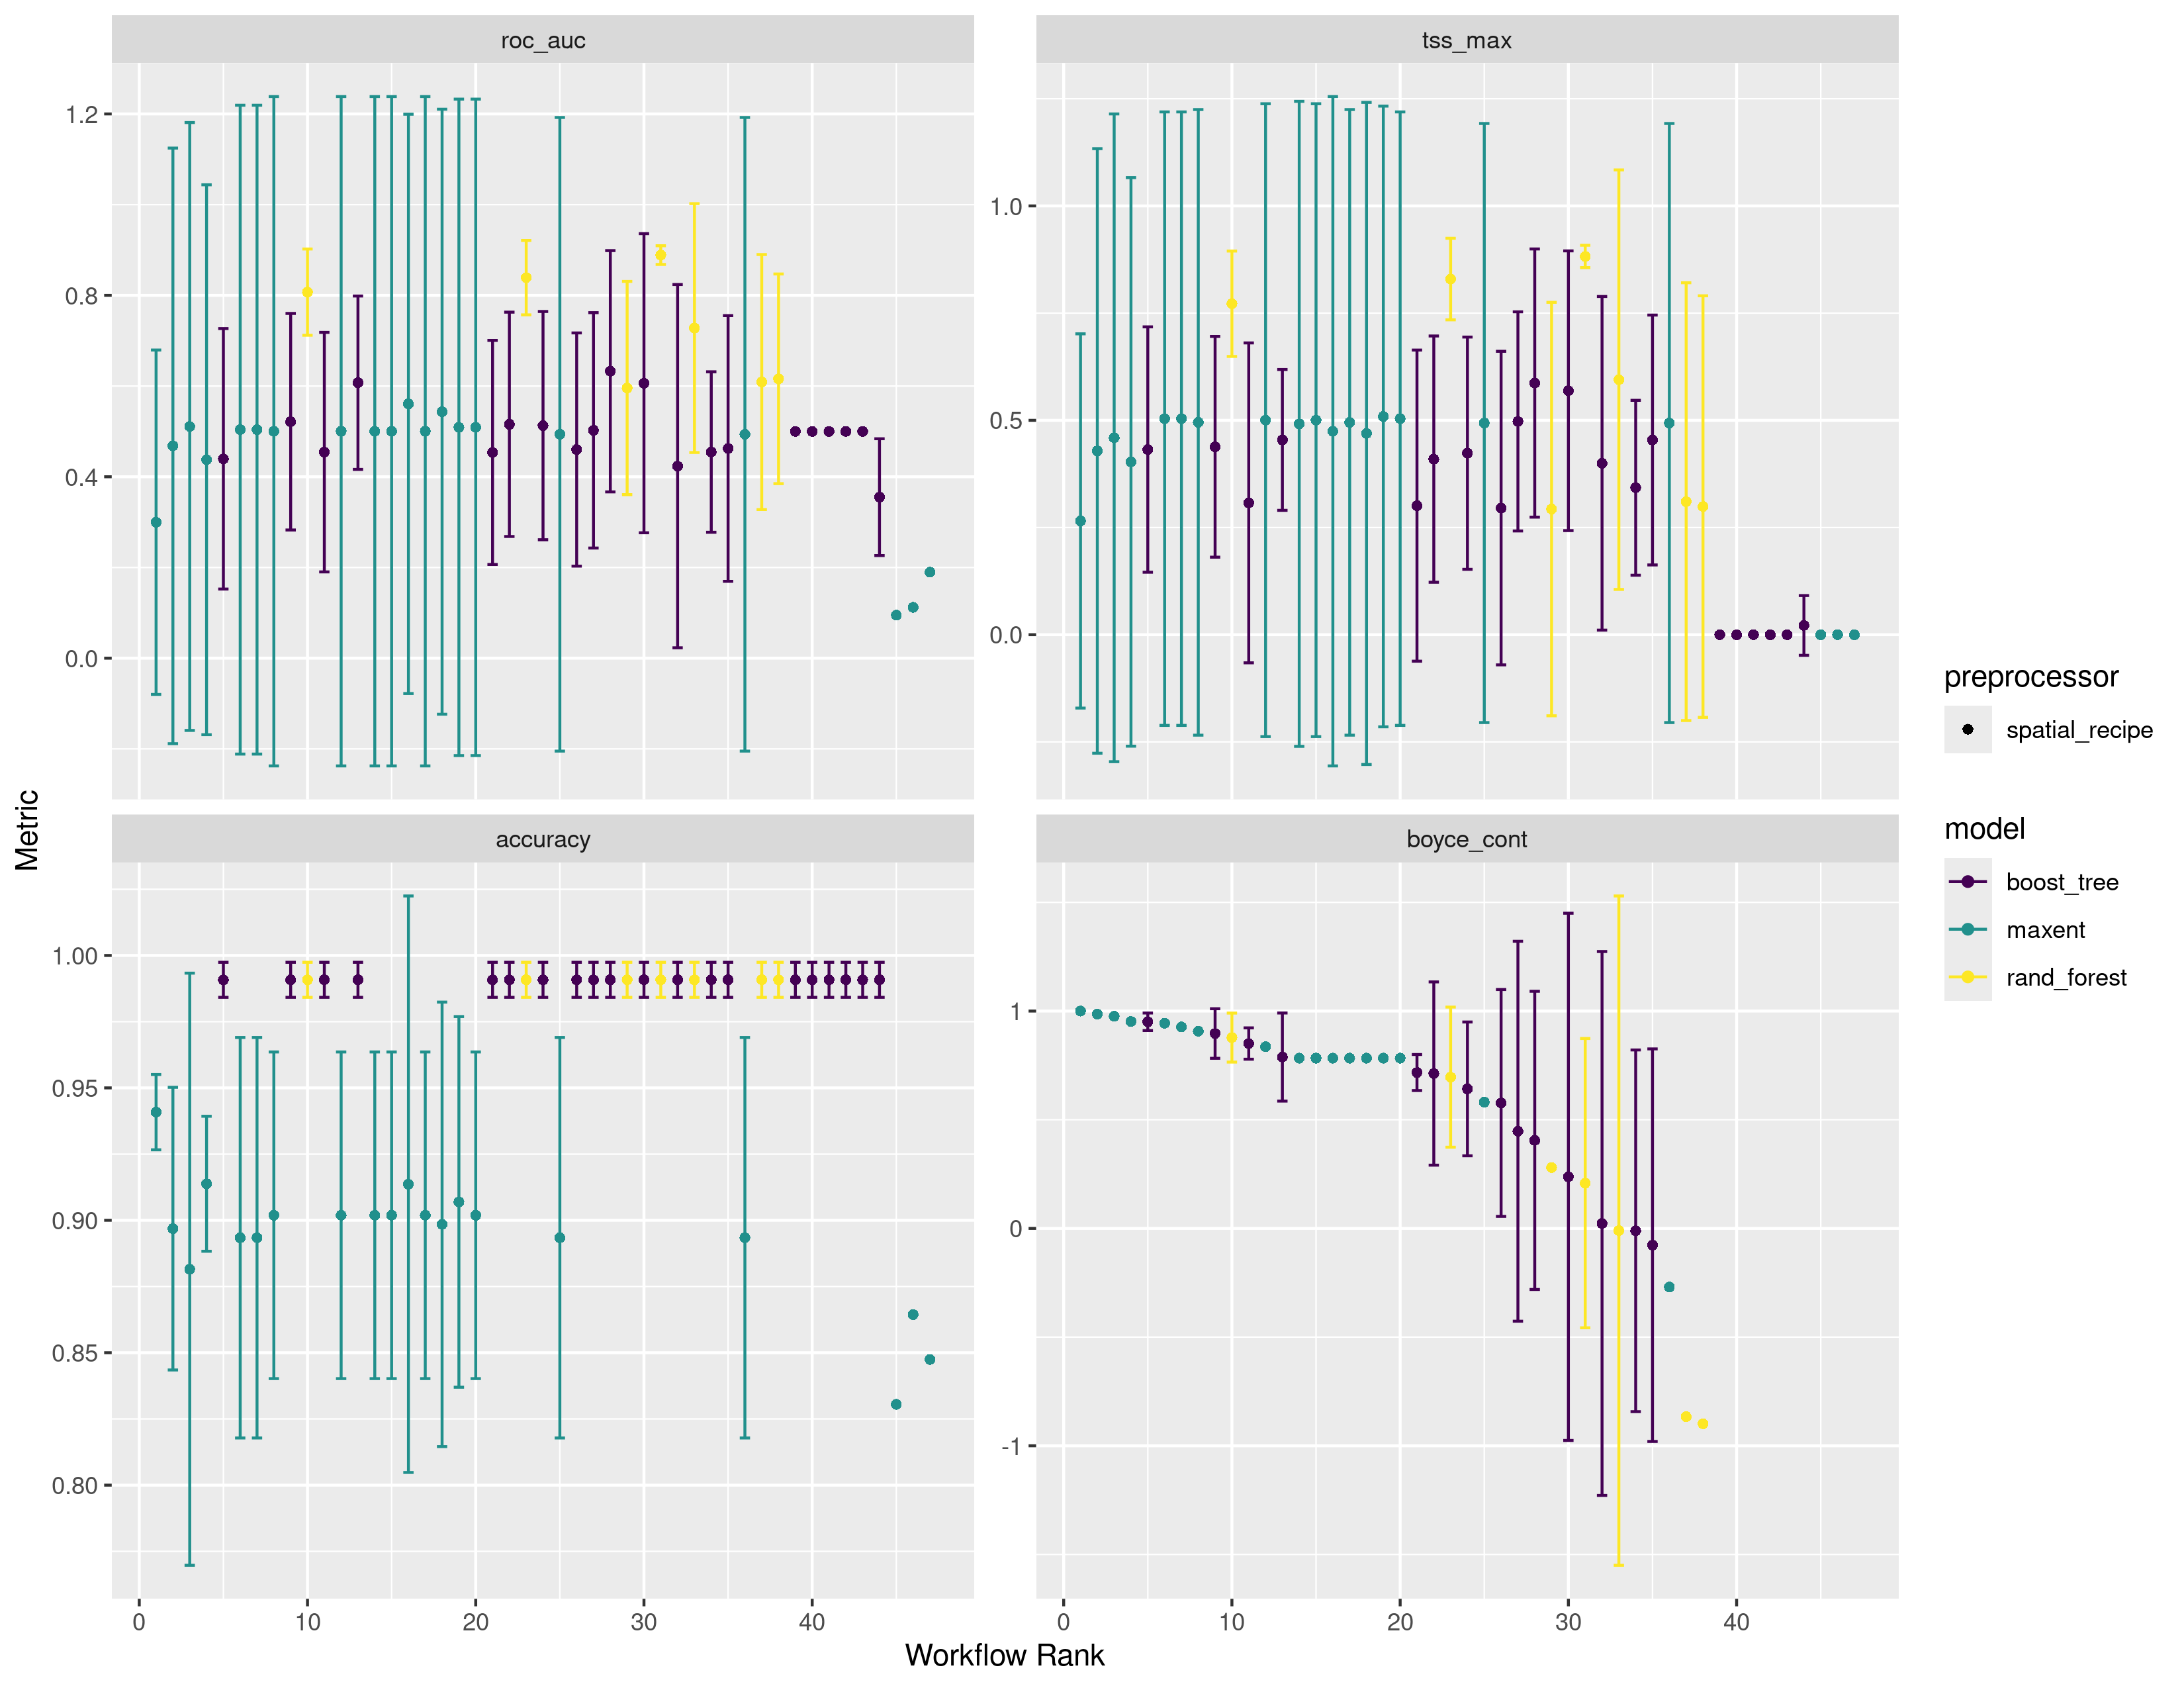 roc_auc
tss_max
1.2
0.8
0.4
0.0
1.0
0.5
0.0
Metric
accuracy
boyce_cont
1.00
0.95
0.90
0.85
0.80
1
0
-1
0 10 20 30 40
0 10 20 30 40
Workflow Rank
preprocessor
spatial_recipe
model
boost_tree
maxent
rand_forest